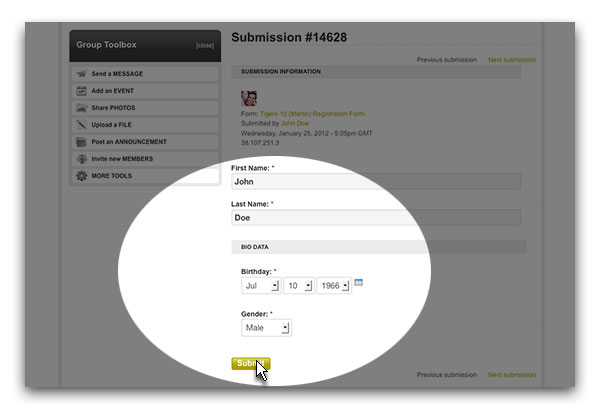 Group Toolbox [close]
Send a MESSAGE
Add an EVENT
Share PHOTOS
Upload a FILE
Post an ANNOUNCEMENT
Invite new MEMBERS
MORE TOOLS
Submission #14628
Previous submission Next submission
SUBMISSION INFORMATION
Form: Tigers 10 (Martin) Registration Form
Submitted by John Doe
Wednesday, January 25, 2012 - 5:05pm GMT
38.107.251.3
First Name: *
John
Last Name: *
Doe
BIO DATA
Birthday: *
Jul 10 1966
Gender: *
Male
Submit
Previous submission Next submission